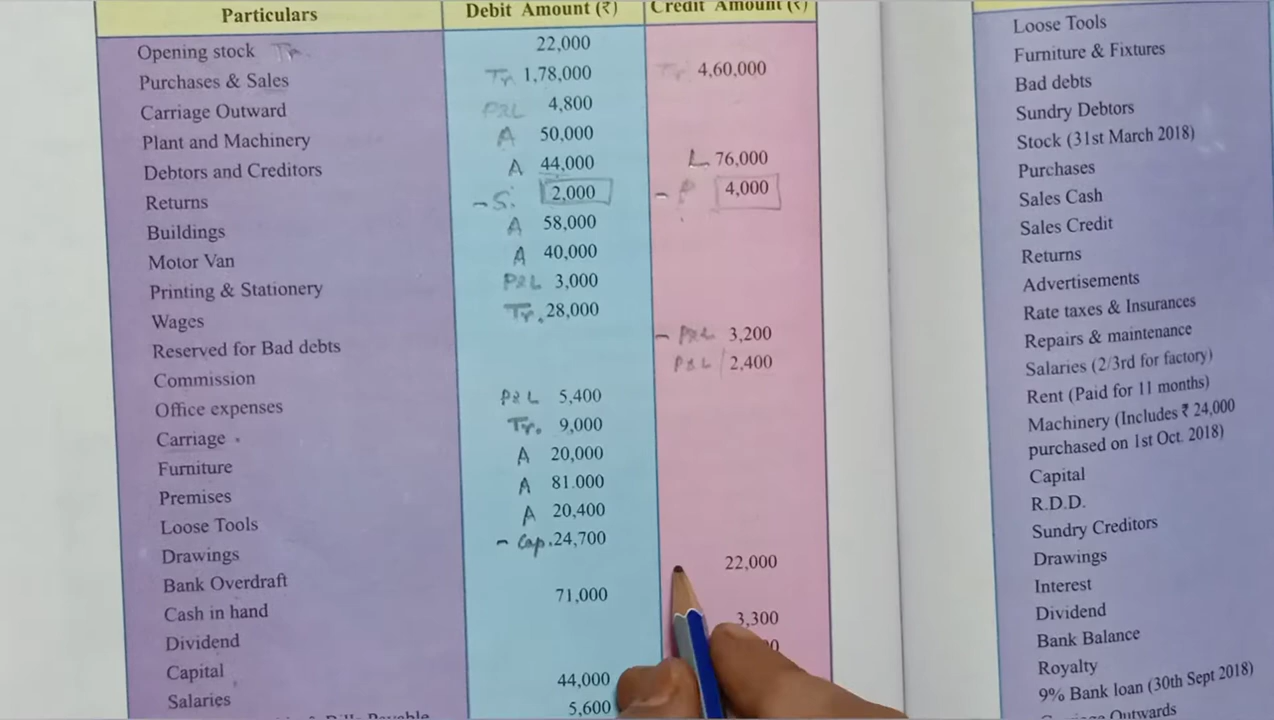 Particulars Debit Amount (₹) Credit Amount (₹)
Opening stock Tr. 22,000
Purchases & Sales Tr. 1,78,000 Tr. 4,60,000
Carriage Outward P&L 4,800
Plant and Machinery A 50,000
Debtors and Creditors A 44,000 L 76,000
Returns - S. 2,000 - P 4,000
Buildings A 58,000
Motor Van A 40,000
Printing & Stationery P&L 3,000
Wages Tr. 28,000
Reserved for Bad debts - P&L 3,200
Commission P&L 2,400
Office expenses P&L 5,400
Carriage Tr. 9,000
Furniture A 20,000
Premises A 81.000
Loose Tools A 20,400
Drawings - Cap. 24,700
Bank Overdraft 22,000
Cash in hand 71,000
Dividend 3,300
Capital
Salaries 44,000
5,600
Payable
Loose Tools
Furniture & Fixtures
Bad debts
Sundry Debtors
Stock (31st March 2018)
Purchases
Sales Cash
Sales Credit
Returns
Advertisements
Rate taxes & Insurances
Repairs & maintenance
Salaries (2/3rd for factory)
Rent (Paid for 11 months)
Machinery (Includes ₹ 24,000
purchased on 1st Oct. 2018)
Capital
R.D.D.
Sundry Creditors
Drawings
Interest
Dividend
Bank Balance
Royalty
9% Bank loan (30th Sept 2018)
Outwards